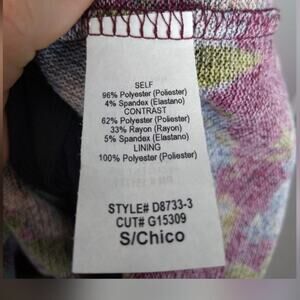 SELF
96% Polyester (Poliester)
4% Spandex (Elastano)
CONTRAST
62% Polyester (Poliester)
33% Rayon (Rayon)
5% Spandex (Elastano)
LINING
100% Polyester (Poliester)
STYLE# D8733-3
CUT# G15309
S/Chico